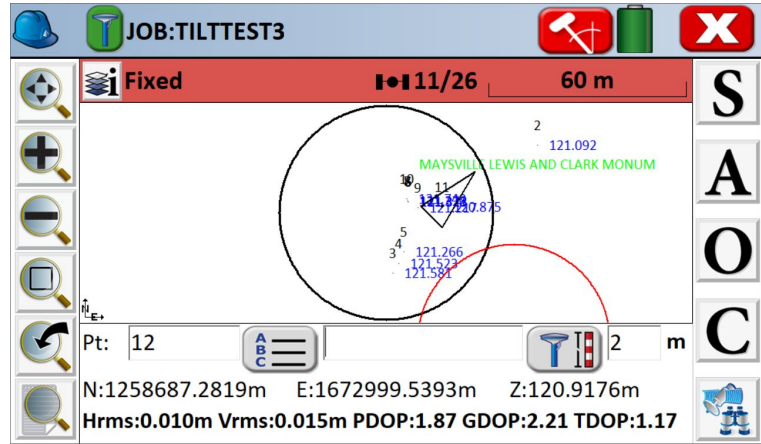 JOB:TILTTEST3
Fixed 11/26 60 m
S
A
O
C
2
121.092
MAYSVILLE LEWIS AND CLARK MONUM
10
9 11
5
4 121.266
3 121.523
121.581
N
E
Pt: 12 A B C 2 m
N:1258687.2819m E:1672999.5393m Z:120.9176m
Hrms:0.010m Vrms:0.015m PDOP:1.87 GDOP:2.21 TDOP:1.17